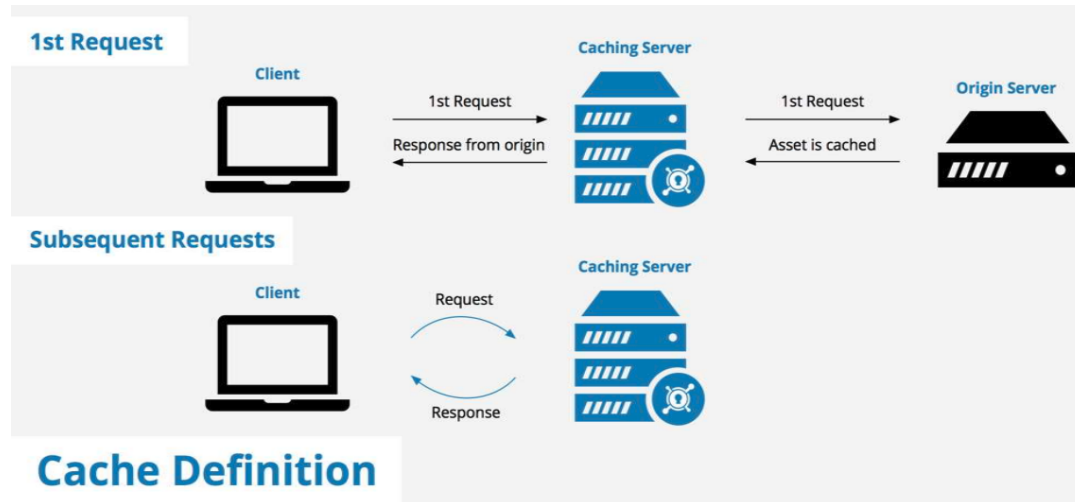 1st Request
Client
Caching Server
Origin Server
1st Request
1st Request
Response from origin
Asset is cached
Subsequent Requests
Client
Caching Server
Request
Response
Cache Definition